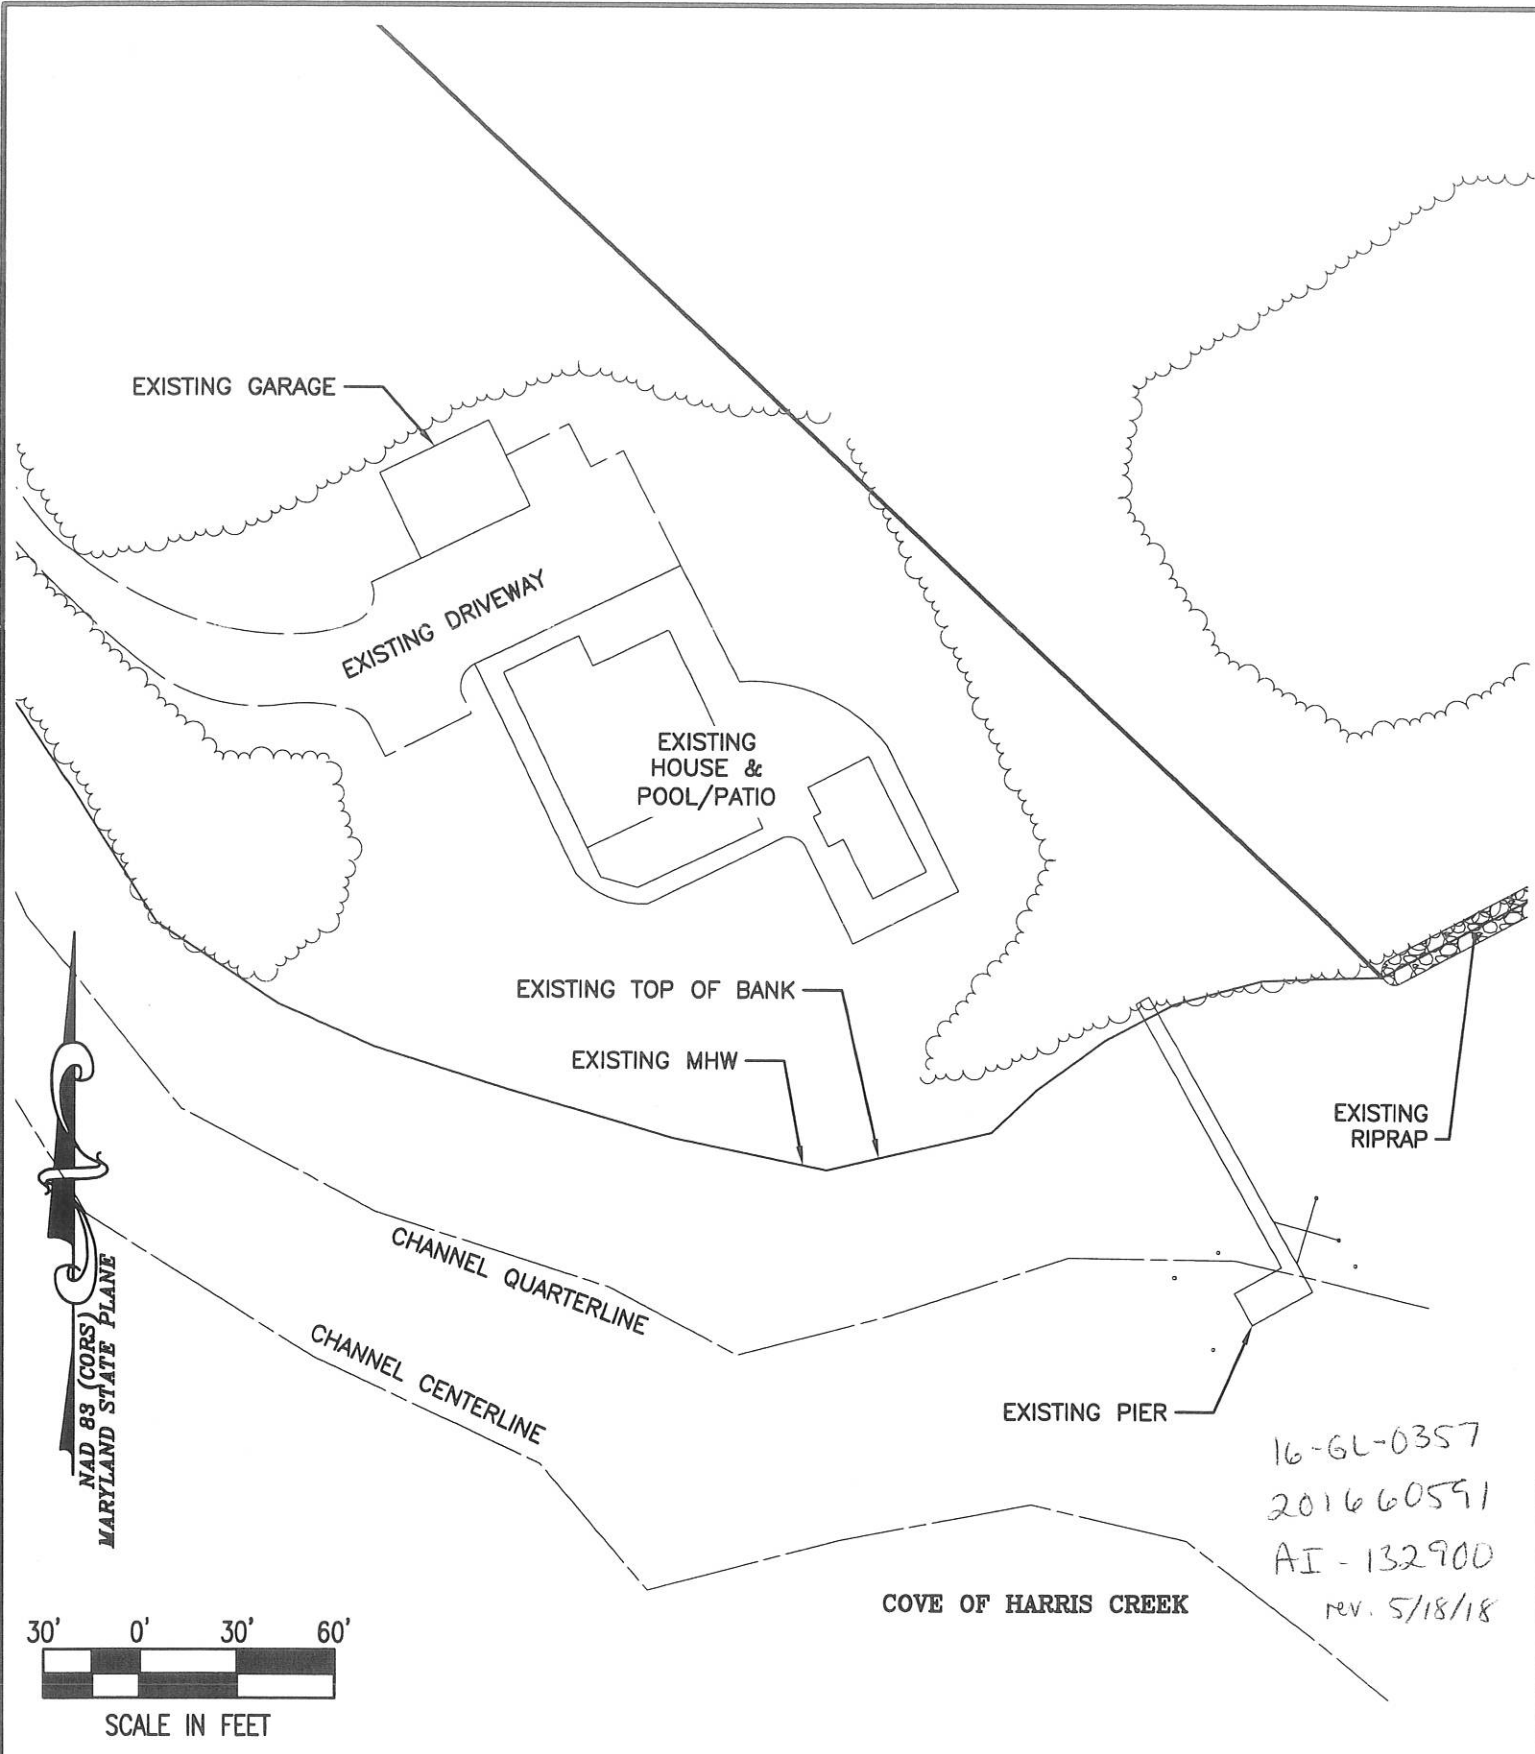 EXISTING GARAGE
EXISTING DRIVEWAY
EXISTING
HOUSE &
POOL/PATIO
EXISTING TOP OF BANK
EXISTING MHW
EXISTING
RIPRAP
CHANNEL QUARTERLINE
CHANNEL CENTERLINE
NAD 83 (CORS)
MARYLAND STATE PLANE
EXISTING PIER
16-GL-0357
201660591
AI - 132900
rev. 5/18/18
COVE OF HARRIS CREEK
30' 0' 30' 60'
SCALE IN FEET